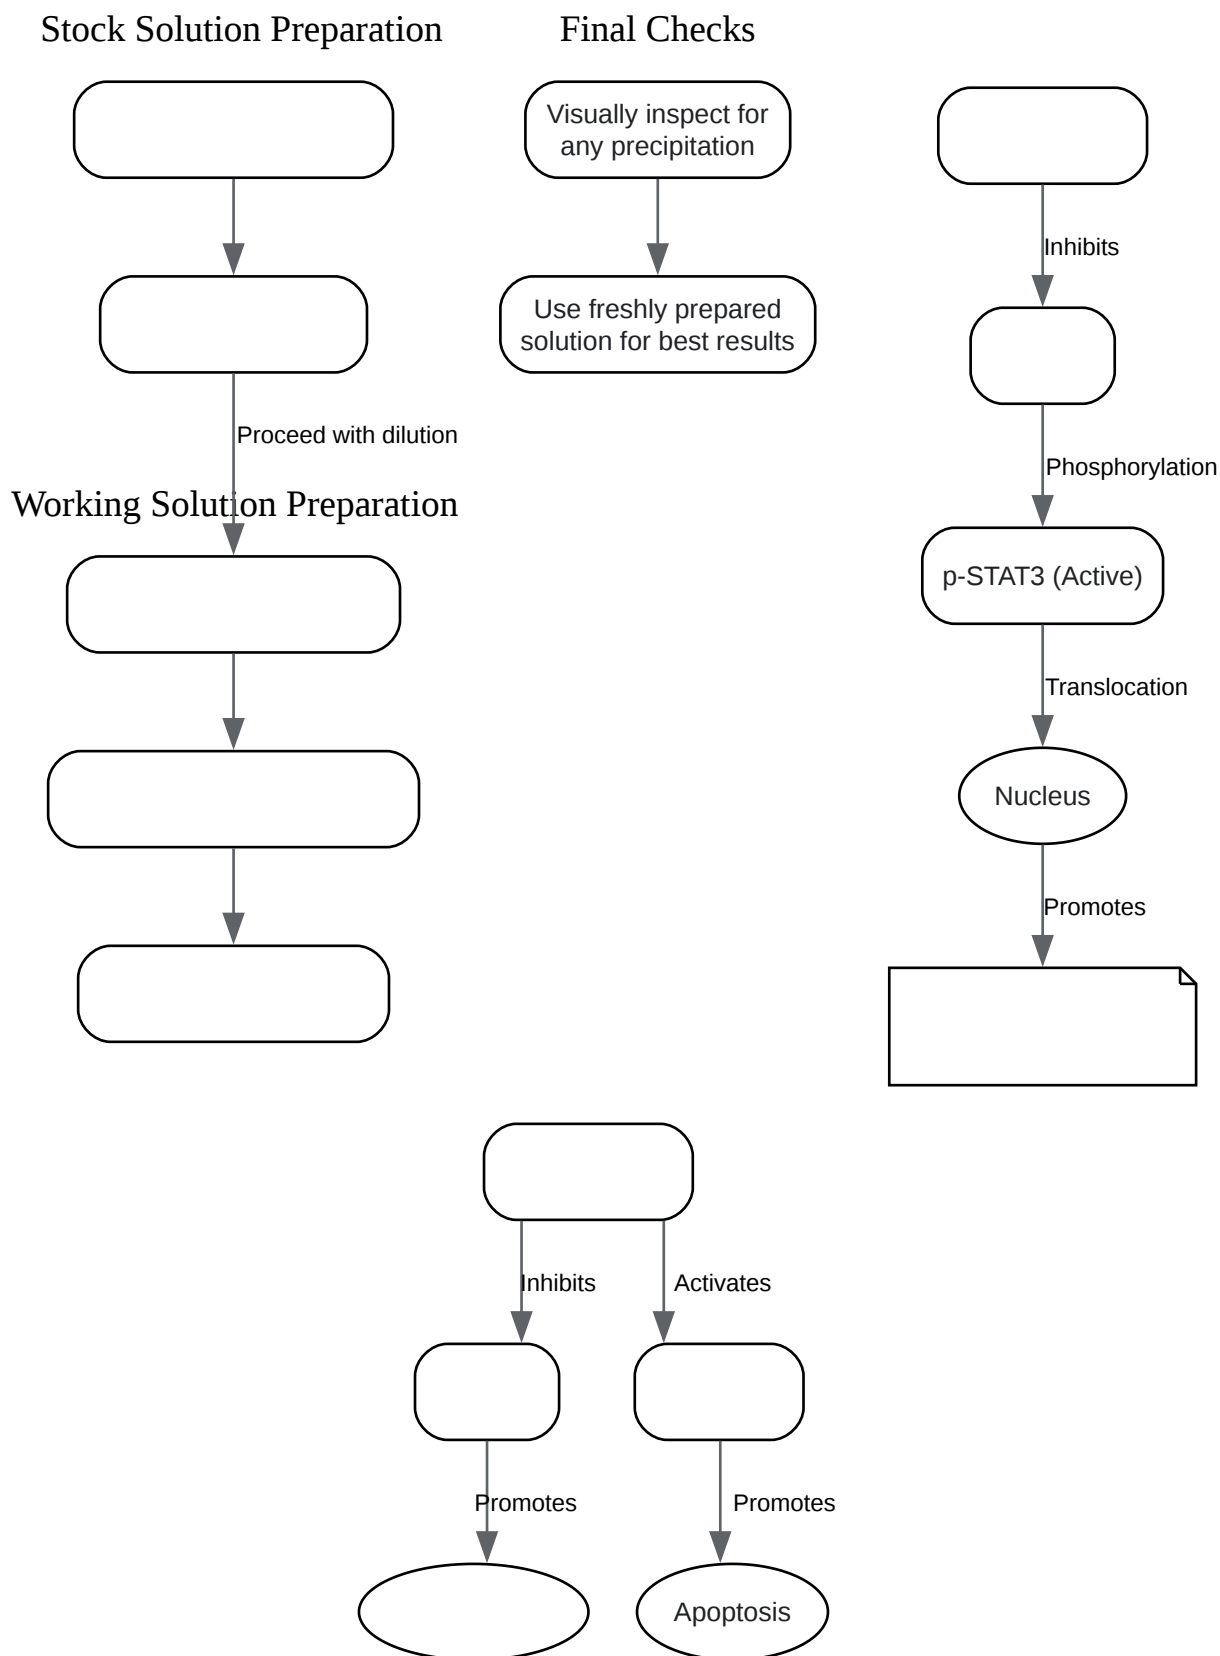 Stock Solution Preparation
Proceed with dilution
Working Solution Preparation
Final Checks
Visually inspect for
any precipitation
Use freshly prepared
solution for best results
Inhibits
Phosphorylation
p-STAT3 (Active)
Translocation
Nucleus
Promotes
Inhibits
Activates
Promotes
Promotes
Apoptosis